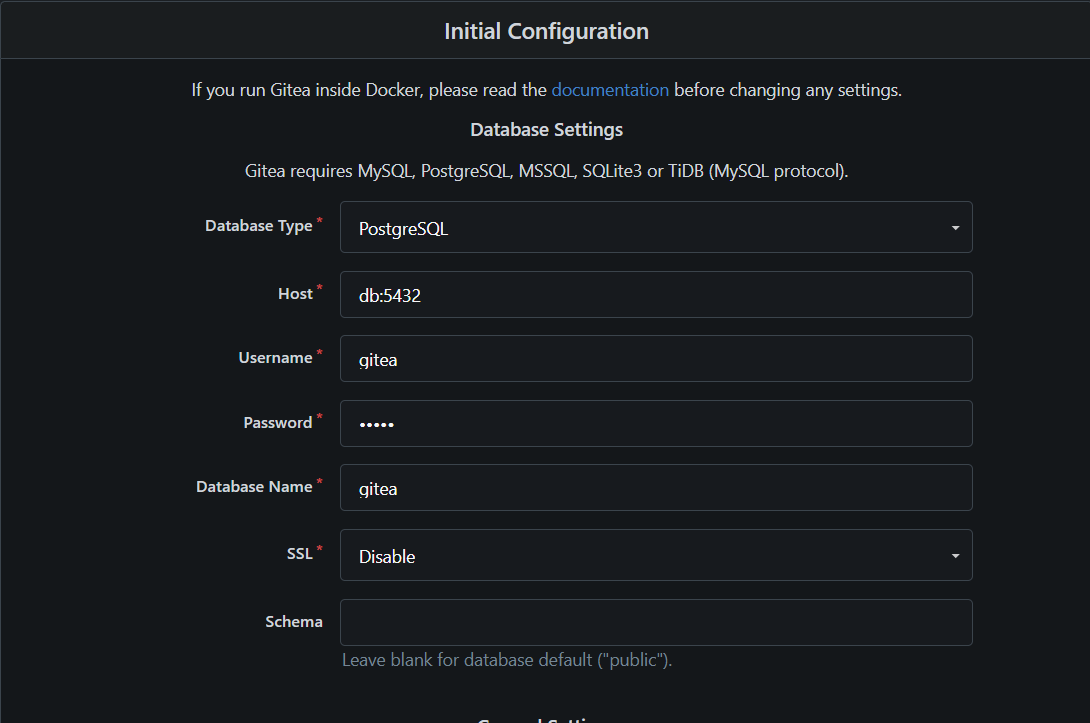 Initial Configuration
If you run Gitea inside Docker, please read the documentation before changing any settings.
Database Settings
Gitea requires MySQL, PostgreSQL, MSSQL, SQLite3 or TiDB (MySQL protocol).
Database Type *
PostgreSQL
Host *
db:5432
Username *
gitea
Password *
•••••
Database Name *
gitea
SSL *
Disable
Schema
Leave blank for database default ("public").